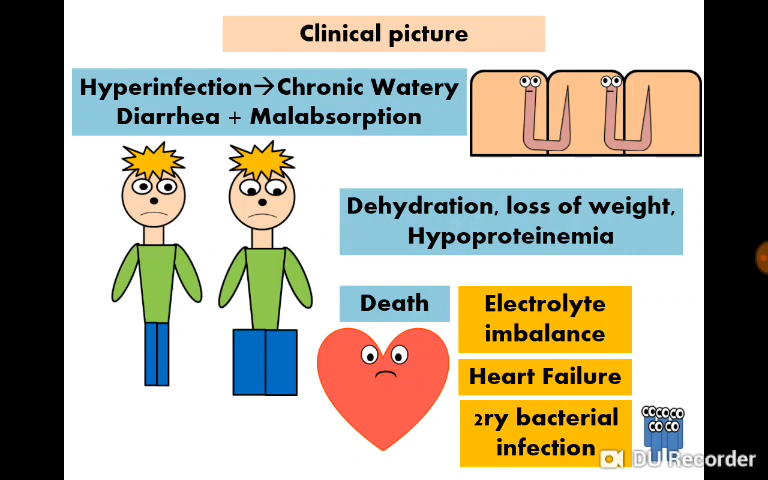 Clinical picture
Hyperinfection→Chronic Watery
Diarrhea + Malabsorption
Dehydration, loss of weight,
Hypoproteinemia
Death
Electrolyte
imbalance
Heart Failure
2ry bacterial
infection
DU Recorder